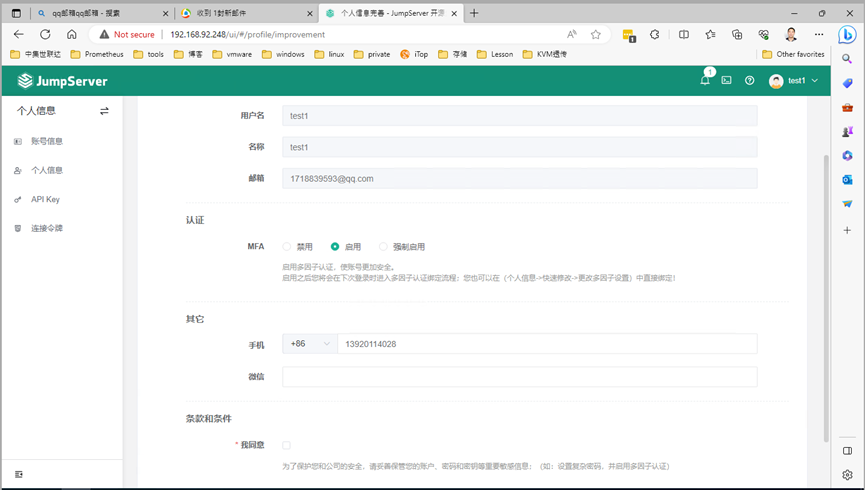 qq邮箱qq邮箱 - 搜索
收到 1封新邮件
个人信息完善 - JumpServer 开源
Not secure
192.168.92.248/ui/#/profile/improvement
中集世联达
Prometheus
tools
博客
vmware
windows
linux
private
iTop
存储
Lesson
KVM透传
Other favorites
JumpServer
1
test1
个人信息
账号信息
个人信息
API Key
连接令牌
用户名
test1
名称
test1
邮箱
1718839593@qq.com
认证
MFA
禁用
启用
强制启用
启用多因子认证，使账号更加安全。
启用之后您将会在下次登录时进入多因子认证绑定流程；您也可以在（个人信息->快速修改->更改多因子设置）中直接绑定！
其它
手机
+86
13920114028
微信
条款和条件
* 我同意
为了保护您和公司的安全，请妥善保管您的账户、密码和密钥等重要敏感信息；（如：设置复杂密码，并启用多因子认证）